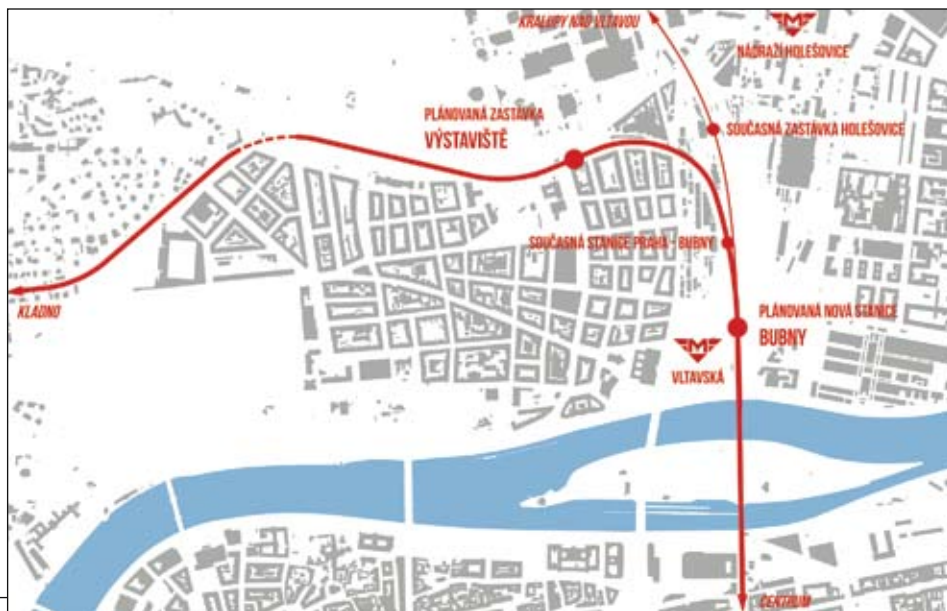 KRALUPY NAD VLTAVOU
M
NÁDRAŽÍ HOLEŠOVICE
PLÁNOVANÁ ZASTÁVKA
VÝSTAVIŠTĚ
SOUČASNÁ ZASTÁVKA HOLEŠOVICE
SOUČASNÁ STANICE PRAHA - BUBNY
KLADNO
PLÁNOVANÁ NOVÁ STANICE
BUBNY
M
VLTAVSKÁ
CENTRUM